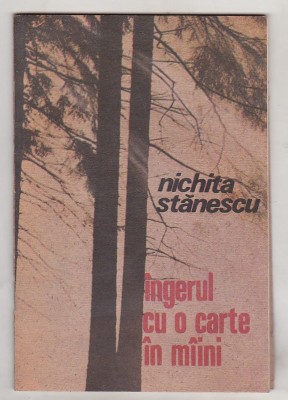 nichita
stănescu
îngerul
cu o carte
în mîini